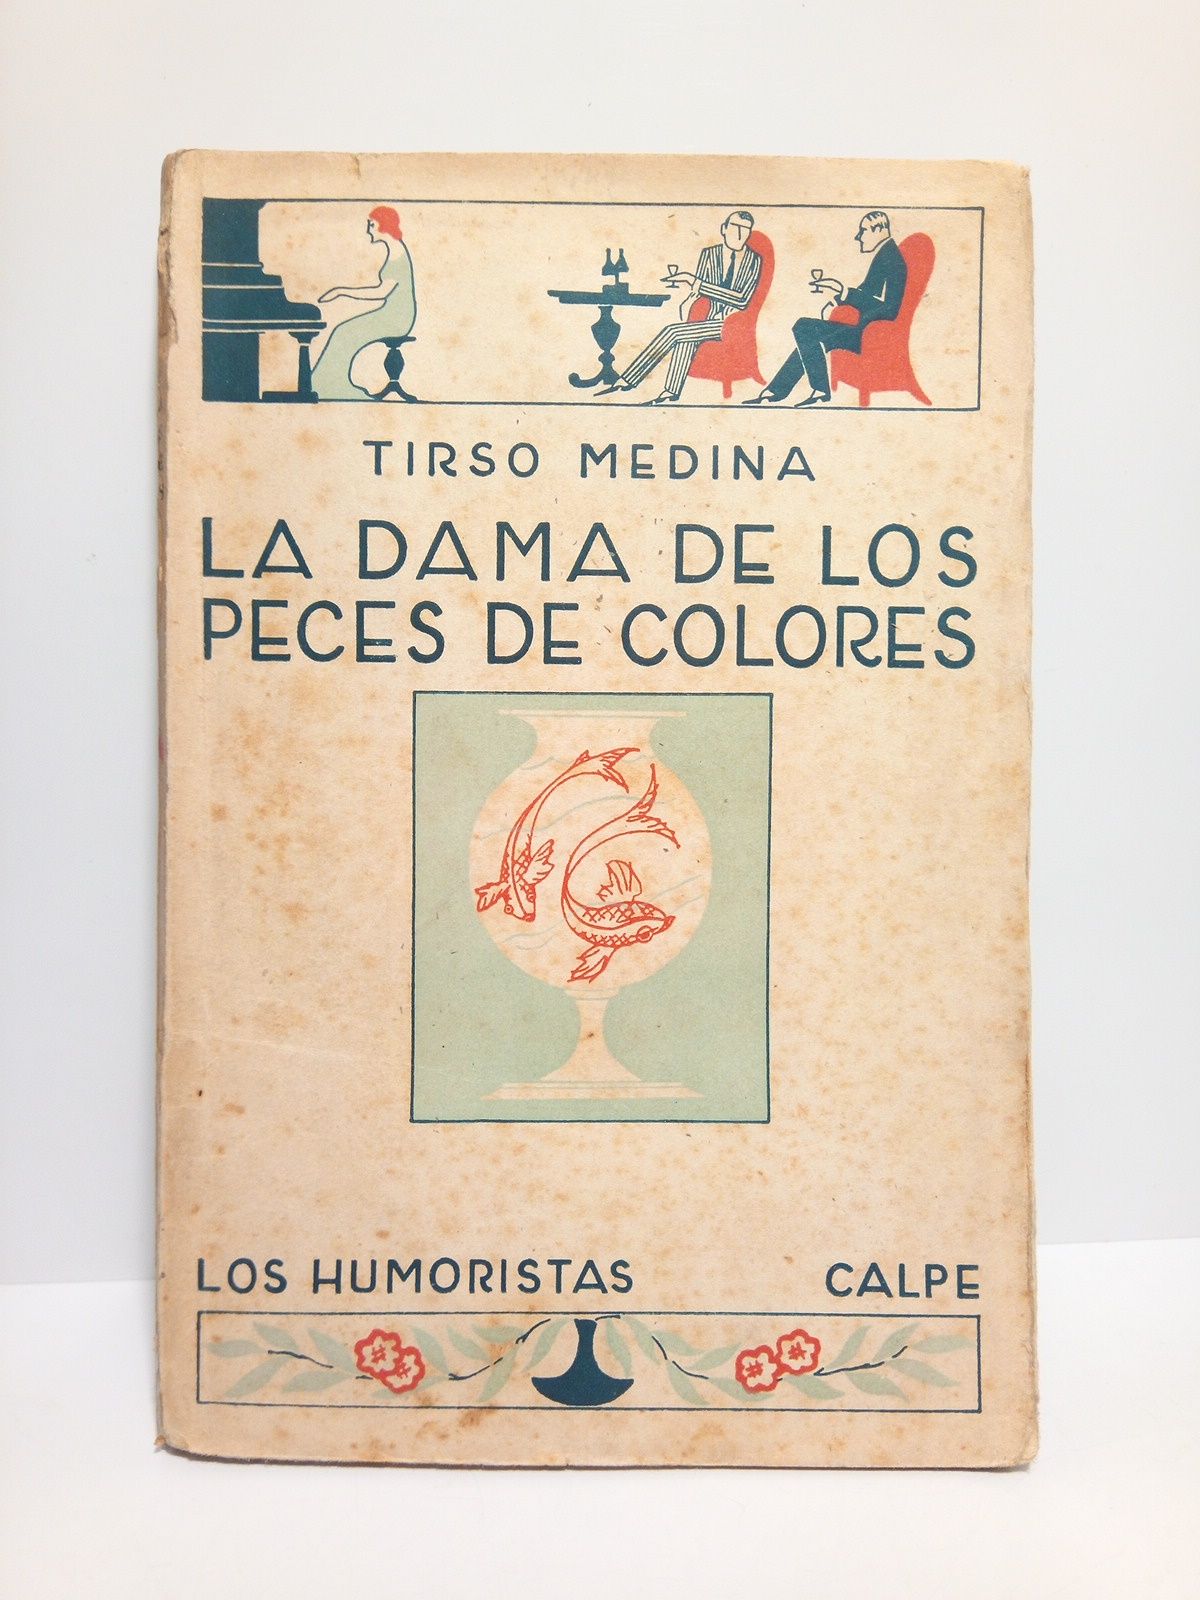 TIRSO MEDINA
LA DAMA DE LOS
PECES DE COLORES
LOS HUMORISTAS CALPE